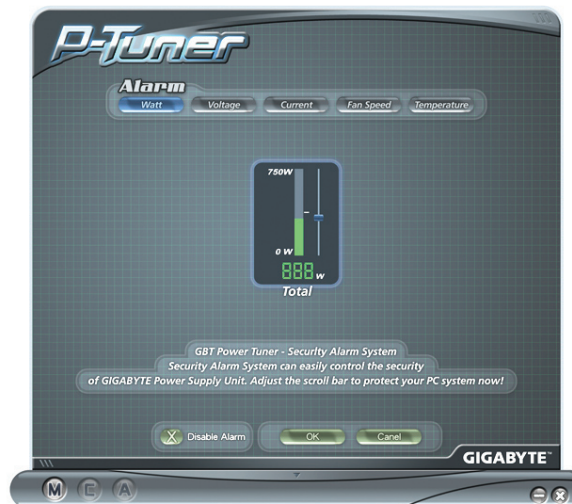 P-Tuner
Alarm
Watt Voltage Current Fan Speed Temperature
750W
0 W
888 W
Total
GBT Power Tuner - Security Alarm System
Security Alarm System can easily control the security
of GIGABYTE Power Supply Unit. Adjust the scroll bar to protect your PC system now!
X Disable Alarm OK Canel
GIGABYTE™
M E A